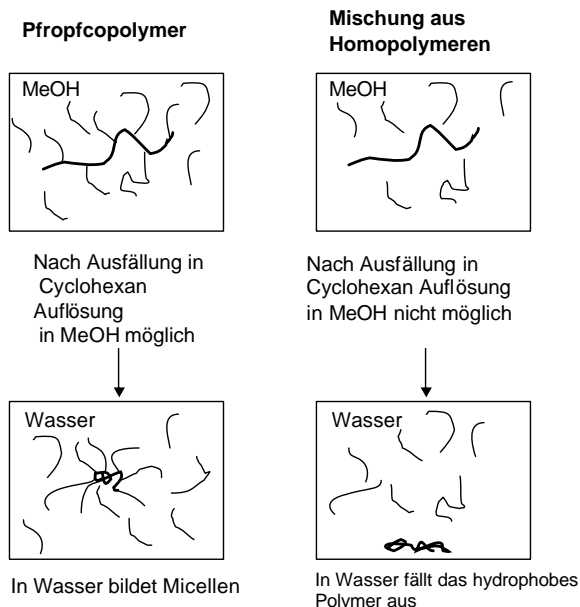 Pfropfcopolymer
MeOH
Nach Ausfällung in
Cyclohexan
Auflösung
in MeOH möglich
Wasser
In Wasser bildet Micellen
Mischung aus
Homopolymeren
MeOH
Nach Ausfällung in
Cyclohexan Auflösung
in MeOH nicht möglich
Wasser
In Wasser fällt das hydrophobes
Polymer aus